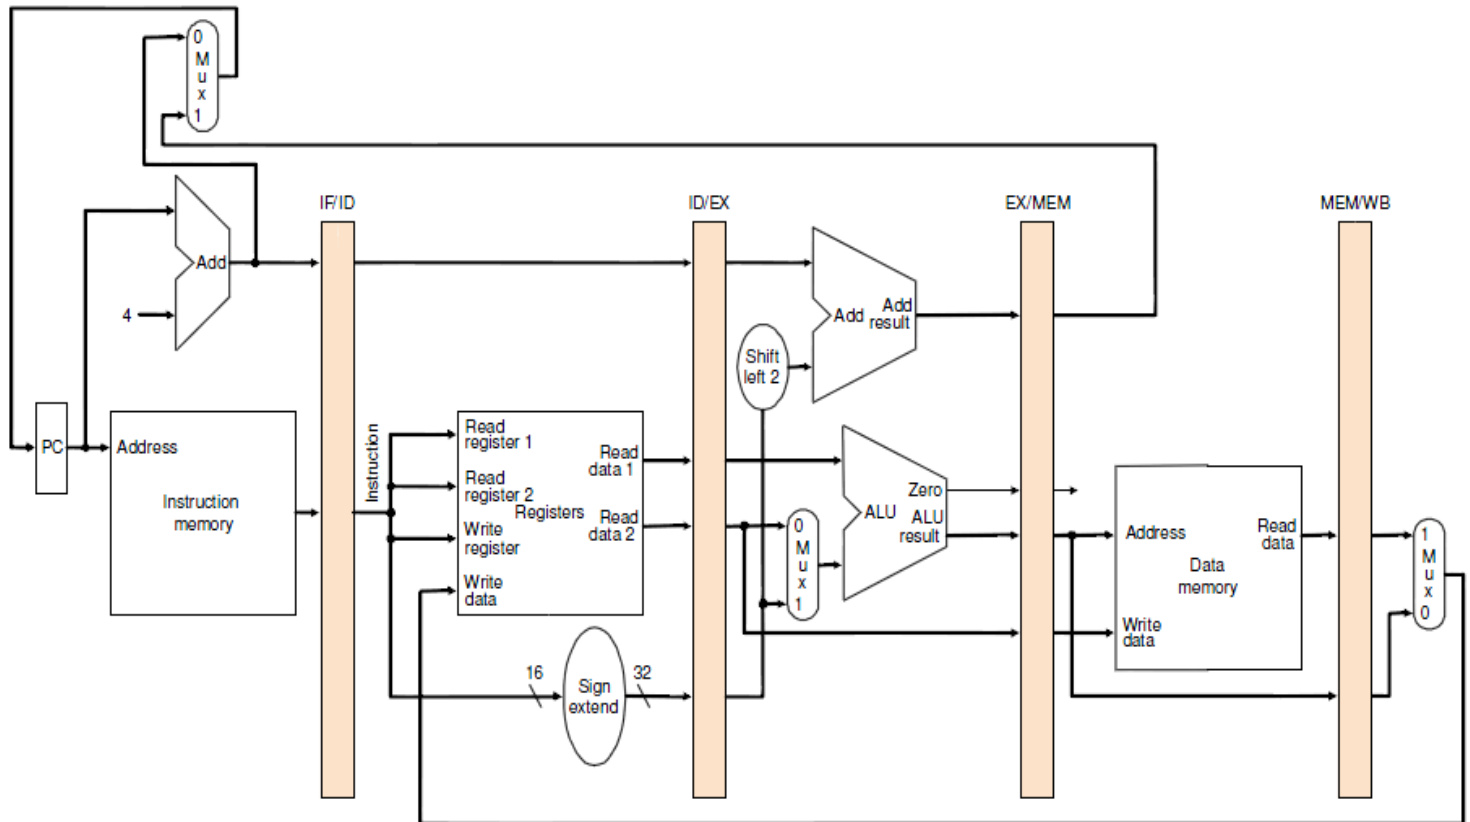 0
M
u
x
1
IF/ID
ID/EX
EX/MEM
MEM/WB
Add
4
Add
Add
result
Shift
left 2
PC
Address
Instruction
memory
Instruction
Read
register 1
Read
register 2
Registers
Write
register
Write
data
Read
data 1
Read
data 2
16
Sign
extend
32
0
M
u
x
1
Zero
ALU
ALU
result
Address
Read
data
Data
memory
Write
data
1
M
u
x
0